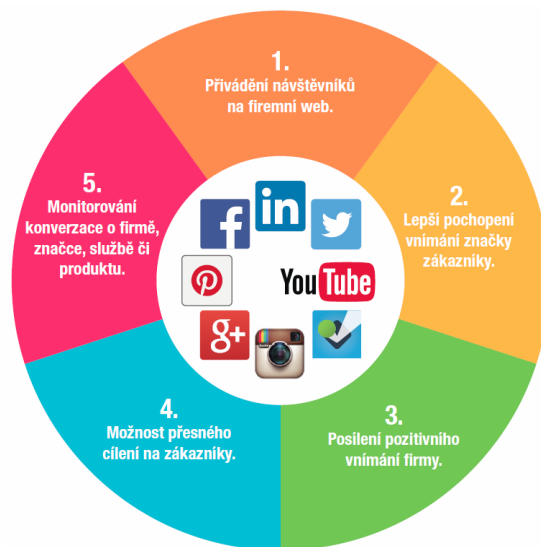 1.
Přivádění návštěvníků
na firemní web.
2.
Lepší pochopení
vnímání značky
zákazníky.
3.
Posílení pozitivního
vnímání firmy.
4.
Možnost přesného
cílení na zákazníky.
5.
Monitorování
konverzace o firmě,
značce, službě či
produktu.
f
in
YouTube
g+